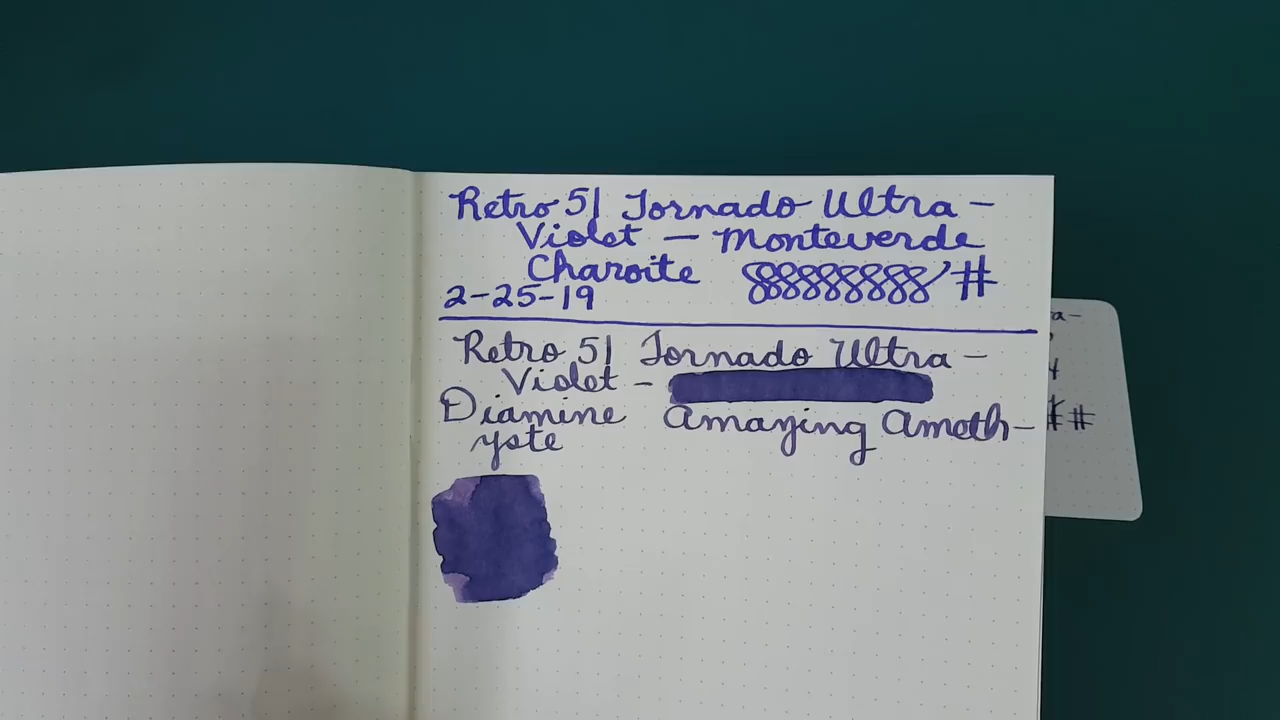 Retro 51 Tornado Ultra-
Violet - Monteverde
Charoite 88888888 #
2-25-19
Retro 51 Tornado Ultra-
Violet -
Diamine Amazing Ameth-
yste
a-
#